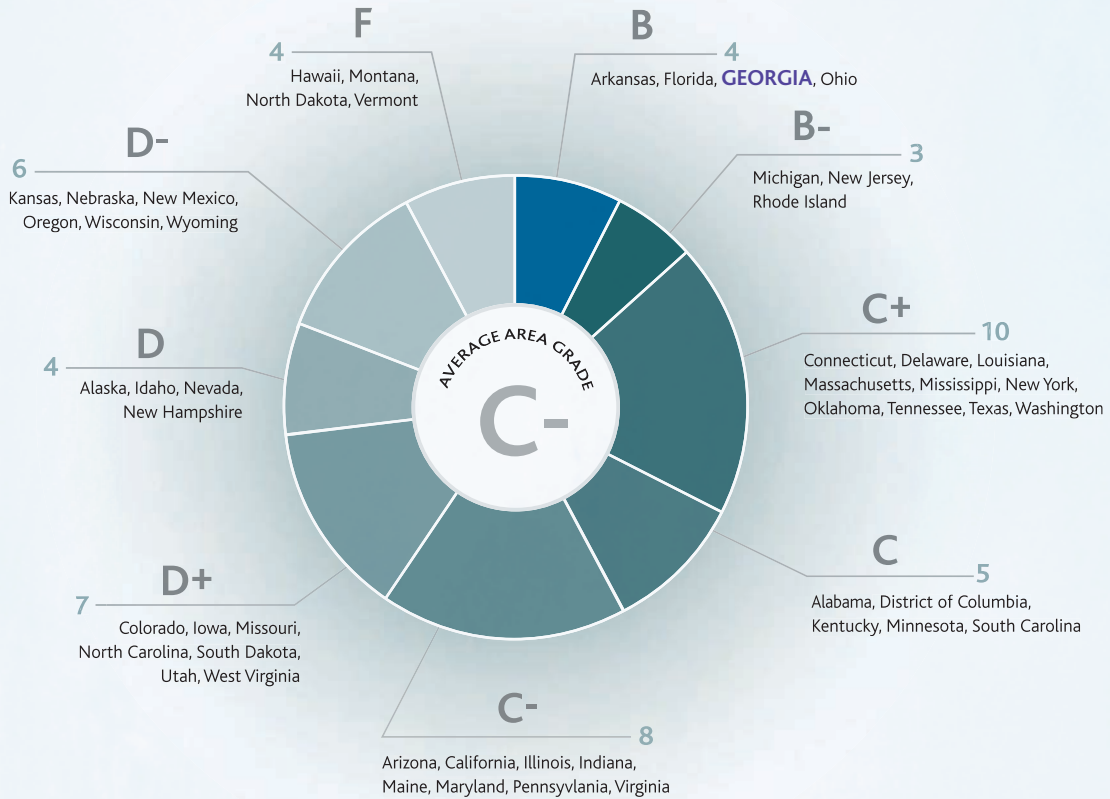 F
4
Hawaii, Montana,
North Dakota, Vermont
B
4
Arkansas, Florida, GEORGIA, Ohio
B-
3
Michigan, New Jersey,
Rhode Island
C+
10
Connecticut, Delaware, Louisiana,
Massachusetts, Mississippi, New York,
Oklahoma, Tennessee, Texas, Washington
C
5
Alabama, District of Columbia,
Kentucky, Minnesota, South Carolina
C-
8
Arizona, California, Illinois, Indiana,
Maine, Maryland, Pennsyvlania, Virginia
D+
7
Colorado, Iowa, Missouri,
North Carolina, South Dakota,
Utah, West Virginia
D
4
Alaska, Idaho, Nevada,
New Hampshire
D-
6
Kansas, Nebraska, New Mexico,
Oregon, Wisconsin, Wyoming
AVERAGE AREA GRADE
C-